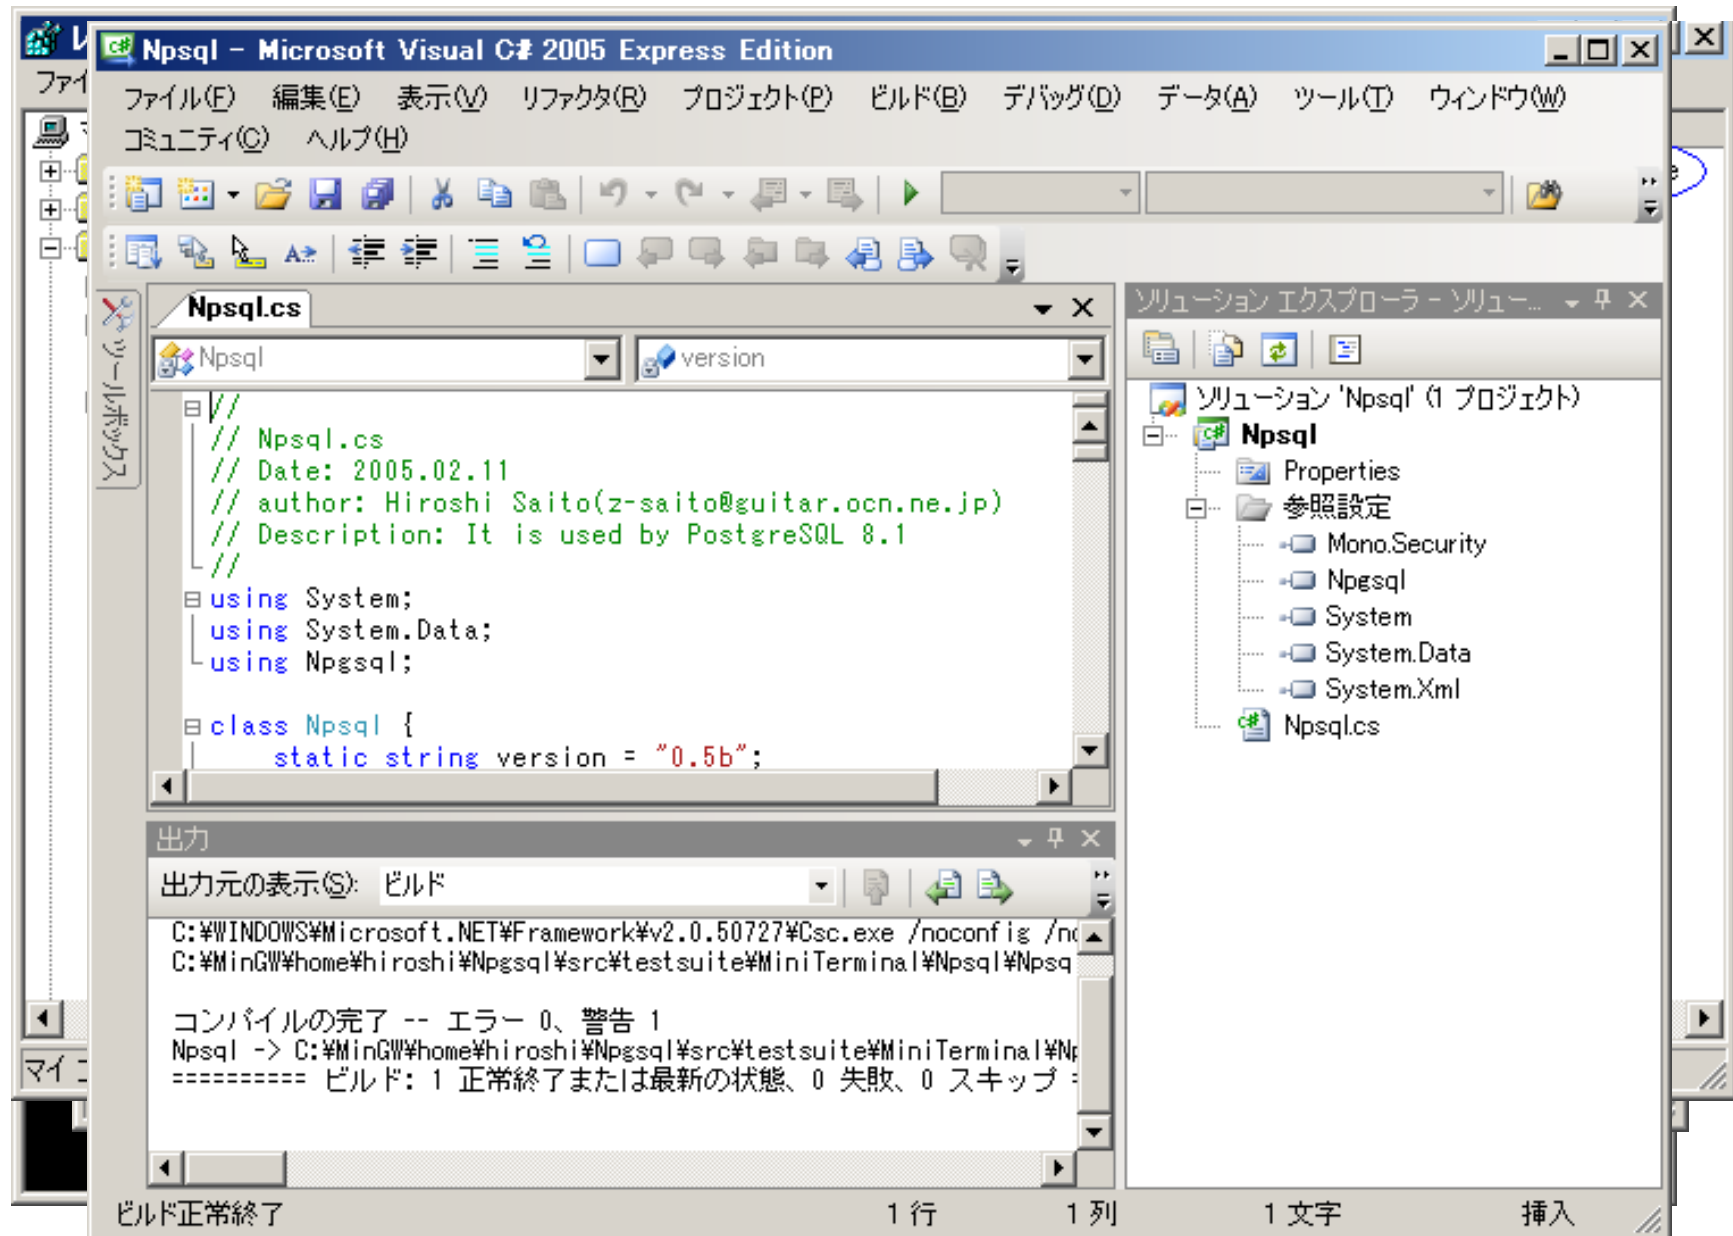 Npsql - Microsoft Visual C# 2005 Express Edition
ファイル(F) 編集(E) 表示(V) リファクタ(R) プロジェクト(P) ビルド(B) デバッグ(D) データ(A) ツール(T) ウィンドウ(W)
コミュニティ(C) ヘルプ(H)
ツールボックス
Npsql.cs
Npsql version
//
// Npsql.cs
// Date: 2005.02.11
// author: Hiroshi Saito(z-saito@guitar.ocn.ne.jp)
// Description: It is used by PostgreSQL 8.1
//
using System;
using System.Data;
using Npgsql;
class Npsql {
static string version = "0.5b";
ソリューション エクスプローラ - ソリュー...
ソリューション 'Npsql' (1 プロジェクト)
Npsql
Properties
参照設定
Mono.Security
Npgsql
System
System.Data
System.Xml
Npsql.cs
出力
出力元の表示(S): ビルド
C:¥WINDOWS¥Microsoft.NET¥Framework¥v2.0.50727¥Csc.exe /noconfig
C:¥MinGW¥home¥hiroshi¥Npgsql¥src¥testsuite¥MiniTerminal¥Npsql¥Npsq
コンパイルの完了 -- エラー 0、警告 1
Npsql -> C:¥MinGW¥home¥hiroshi¥Npgsql¥src¥testsuite¥MiniTerminal¥
========== ビルド: 1 正常終了または最新の状態、0 失敗、0 スキップ =
ビルド正常終了 1 行 1 列 1 文字 挿入
ファイ
マイ コ